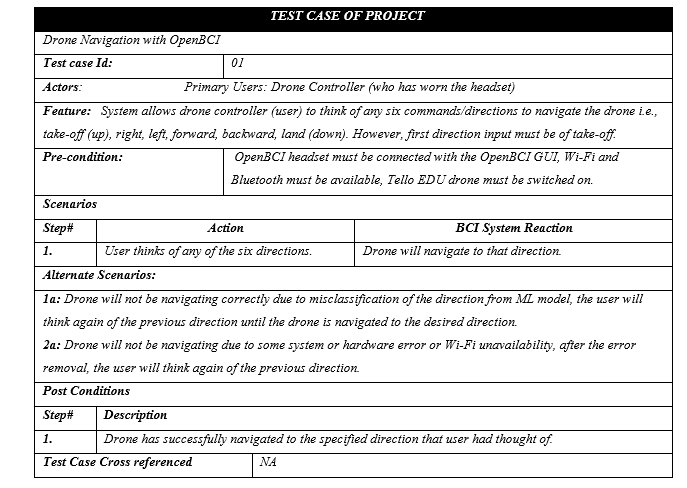 TEST CASE OF PROJECT
Drone Navigation with OpenBCI
Test case Id: 01
Actors: Primary Users: Drone Controller (who has worn the headset)
Feature: System allows drone controller (user) to think of any six commands/directions to navigate the drone i.e.,
take-off (up), right, left, forward, backward, land (down). However, first direction input must be of take-off.
Pre-condition: OpenBCI headset must be connected with the OpenBCI GUI, Wi-Fi and
Bluetooth must be available, Tello EDU drone must be switched on.
Scenarios
Step# Action BCI System Reaction
1. User thinks of any of the six directions. Drone will navigate to that direction.
Alternate Scenarios:
1a: Drone will not be navigating correctly due to misclassification of the direction from ML model, the user will
think again of the previous direction until the drone is navigated to the desired direction.
2a: Drone will not be navigating due to some system or hardware error or Wi-Fi unavailability, after the error
removal, the user will think again of the previous direction.
Post Conditions
Step# Description
1. Drone has successfully navigated to the specified direction that user had thought of.
Test Case Cross referenced NA